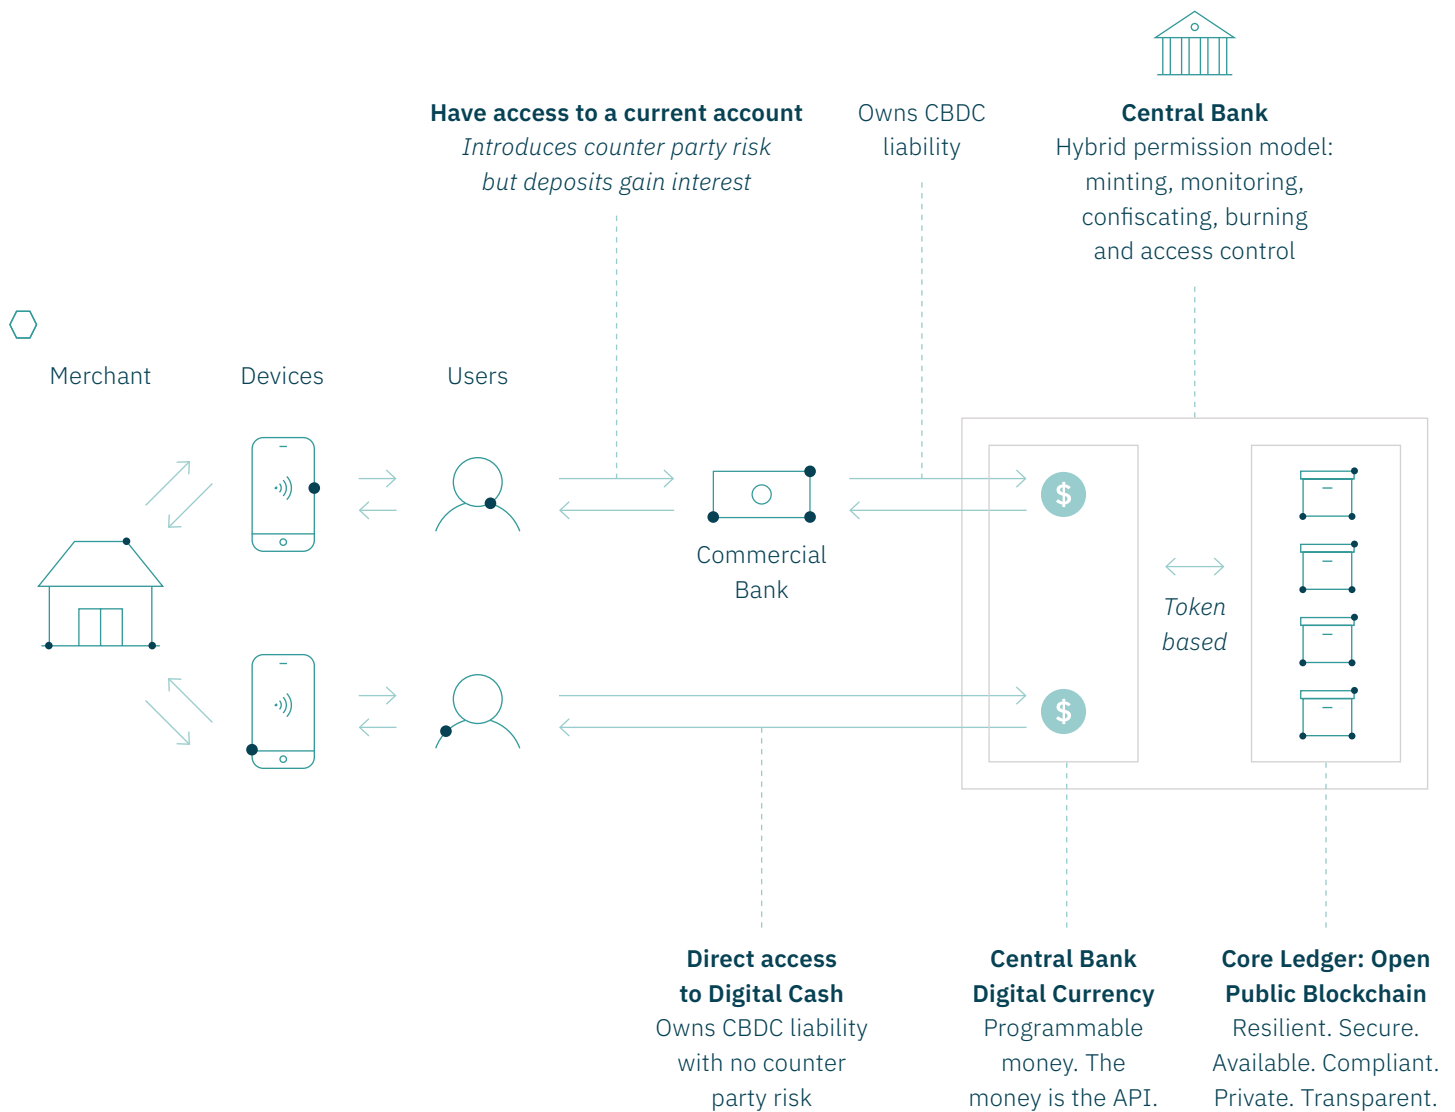 Have access to a current account
Introduces counter party risk
but deposits gain interest
Owns CBDC
liability
Central Bank
Hybrid permission model:
minting, monitoring,
confiscating, burning
and access control
Merchant
Devices
Users
$
Commercial
Bank
Token
based
$
Direct access
to Digital Cash
Owns CBDC liability
with no counter
party risk
Central Bank
Digital Currency
Programmable
money. The
money is the API.
Core Ledger: Open
Public Blockchain
Resilient. Secure.
Available. Compliant.
Private. Transparent.